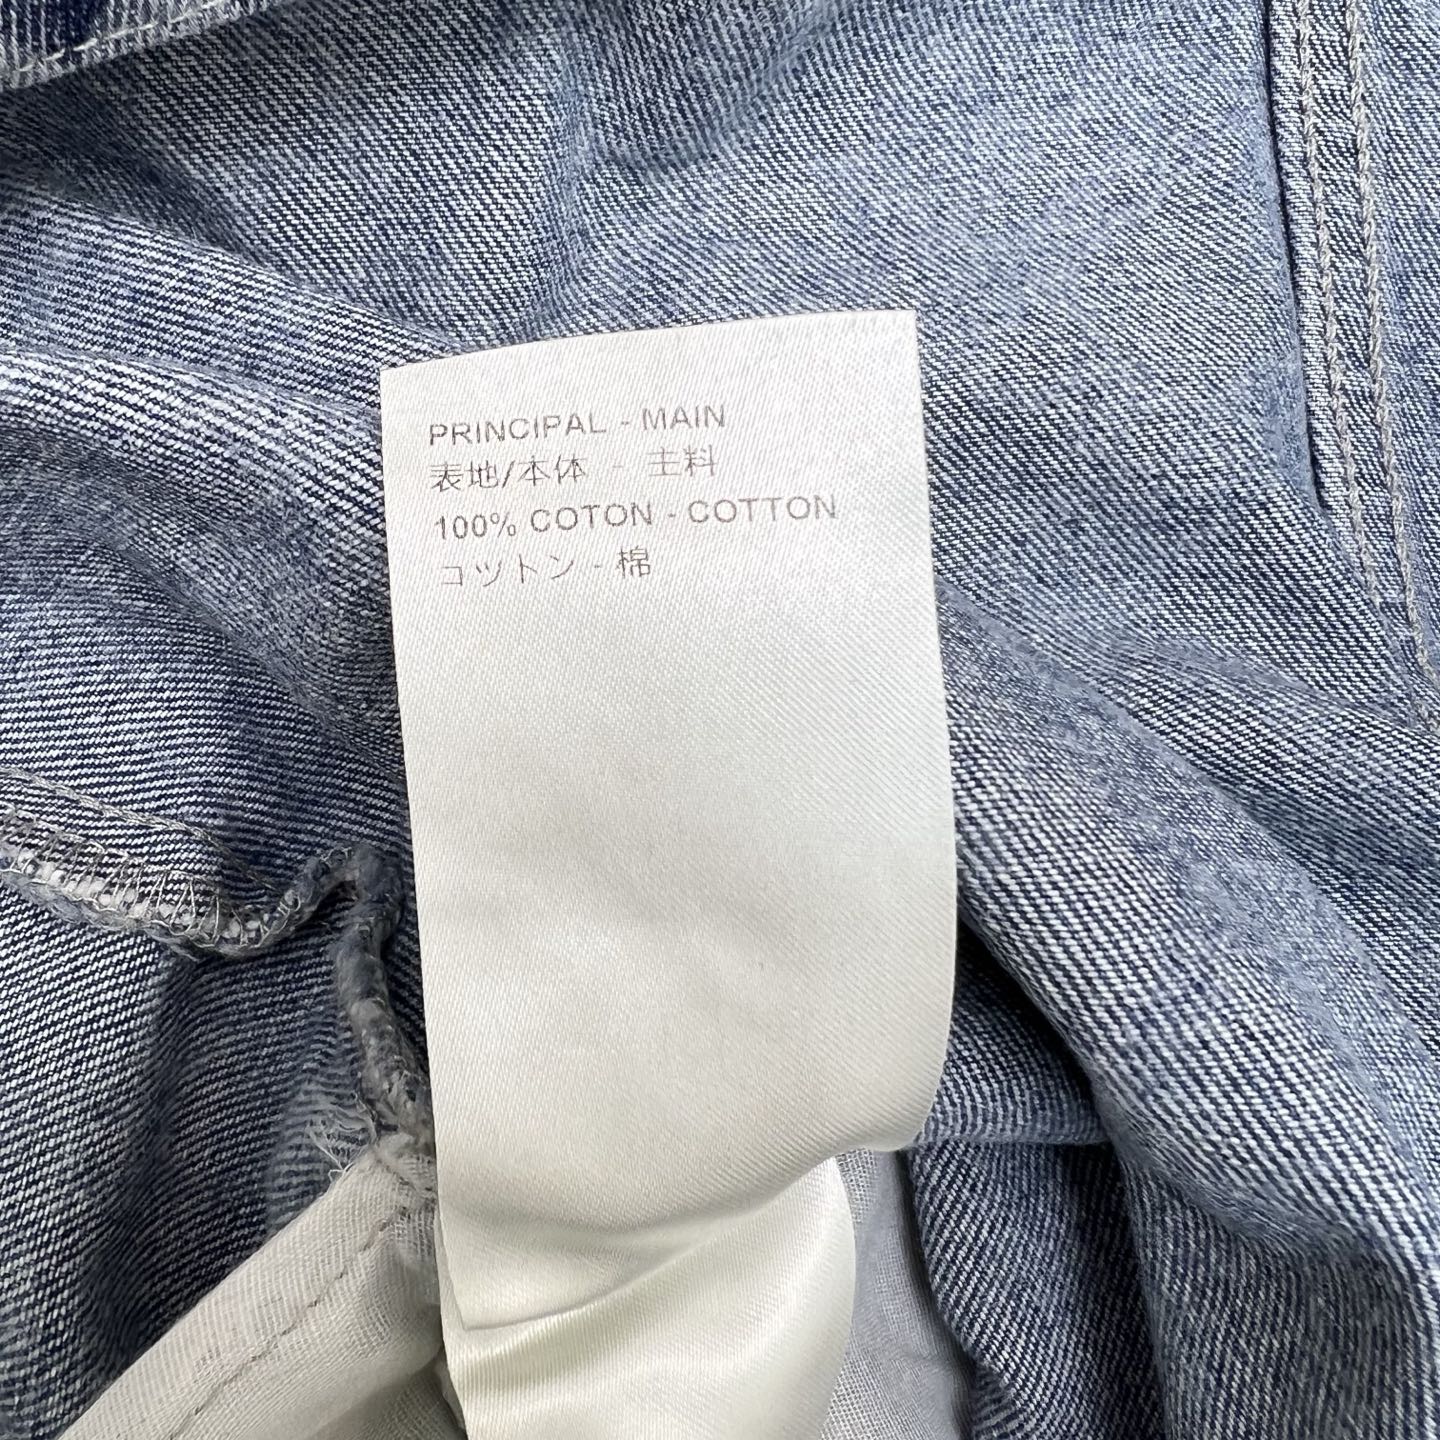 PRINCIPAL - MAIN
表地/本体 - 主料
100% COTON - COTTON
コットン - 棉